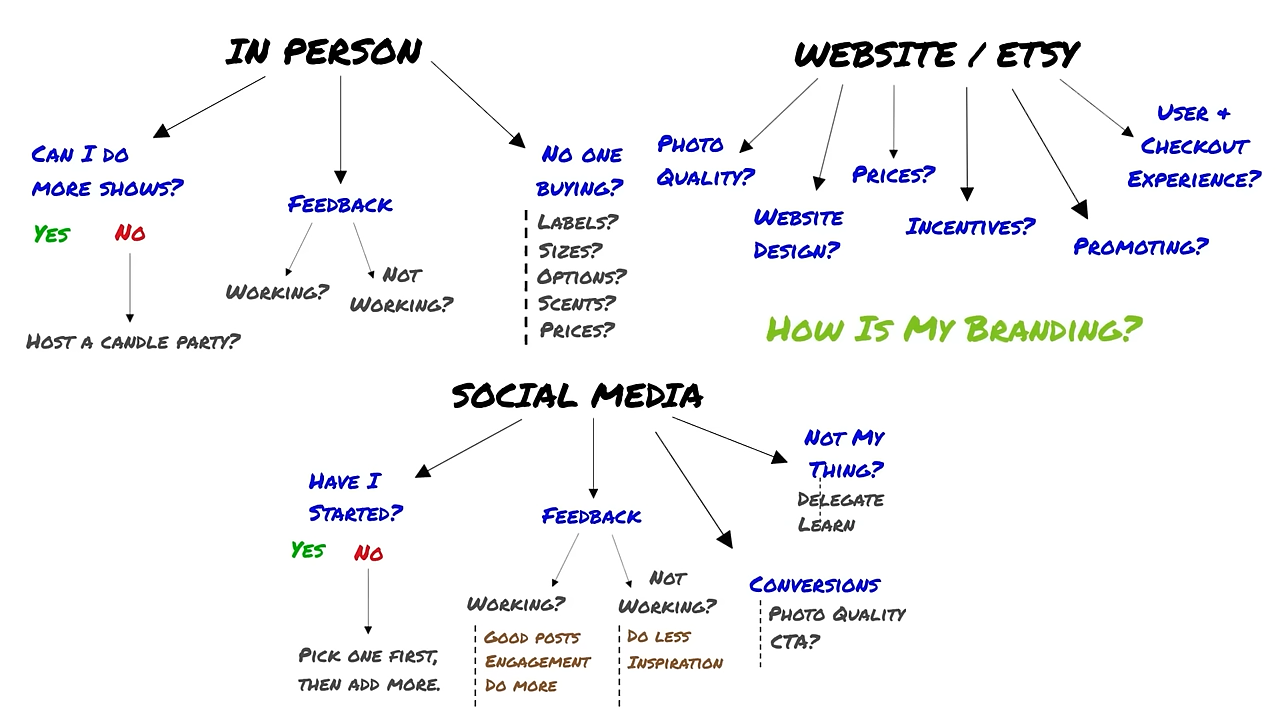 IN PERSON
CAN I DO
MORE SHOWS?
YES NO
HOST A CANDLE PARTY?
FEEDBACK
WORKING?
NOT
WORKING?
NO ONE
BUYING?
LABELS?
SIZES?
OPTIONS?
SCENTS?
PRICES?
WEBSITE / ETSY
PHOTO
QUALITY?
WEBSITE
DESIGN?
PRICES?
INCENTIVES?
PROMOTING?
USER +
CHECKOUT
EXPERIENCE?
HOW IS MY BRANDING?
SOCIAL MEDIA
HAVE I
STARTED?
YES NO
PICK ONE FIRST,
THEN ADD MORE.
FEEDBACK
WORKING?
GOOD POSTS
ENGAGEMENT
DO MORE
NOT
WORKING?
DO LESS
INSPIRATION
CONVERSIONS
PHOTO QUALITY
CTA?
NOT MY
THING?
DELEGATE
LEARN